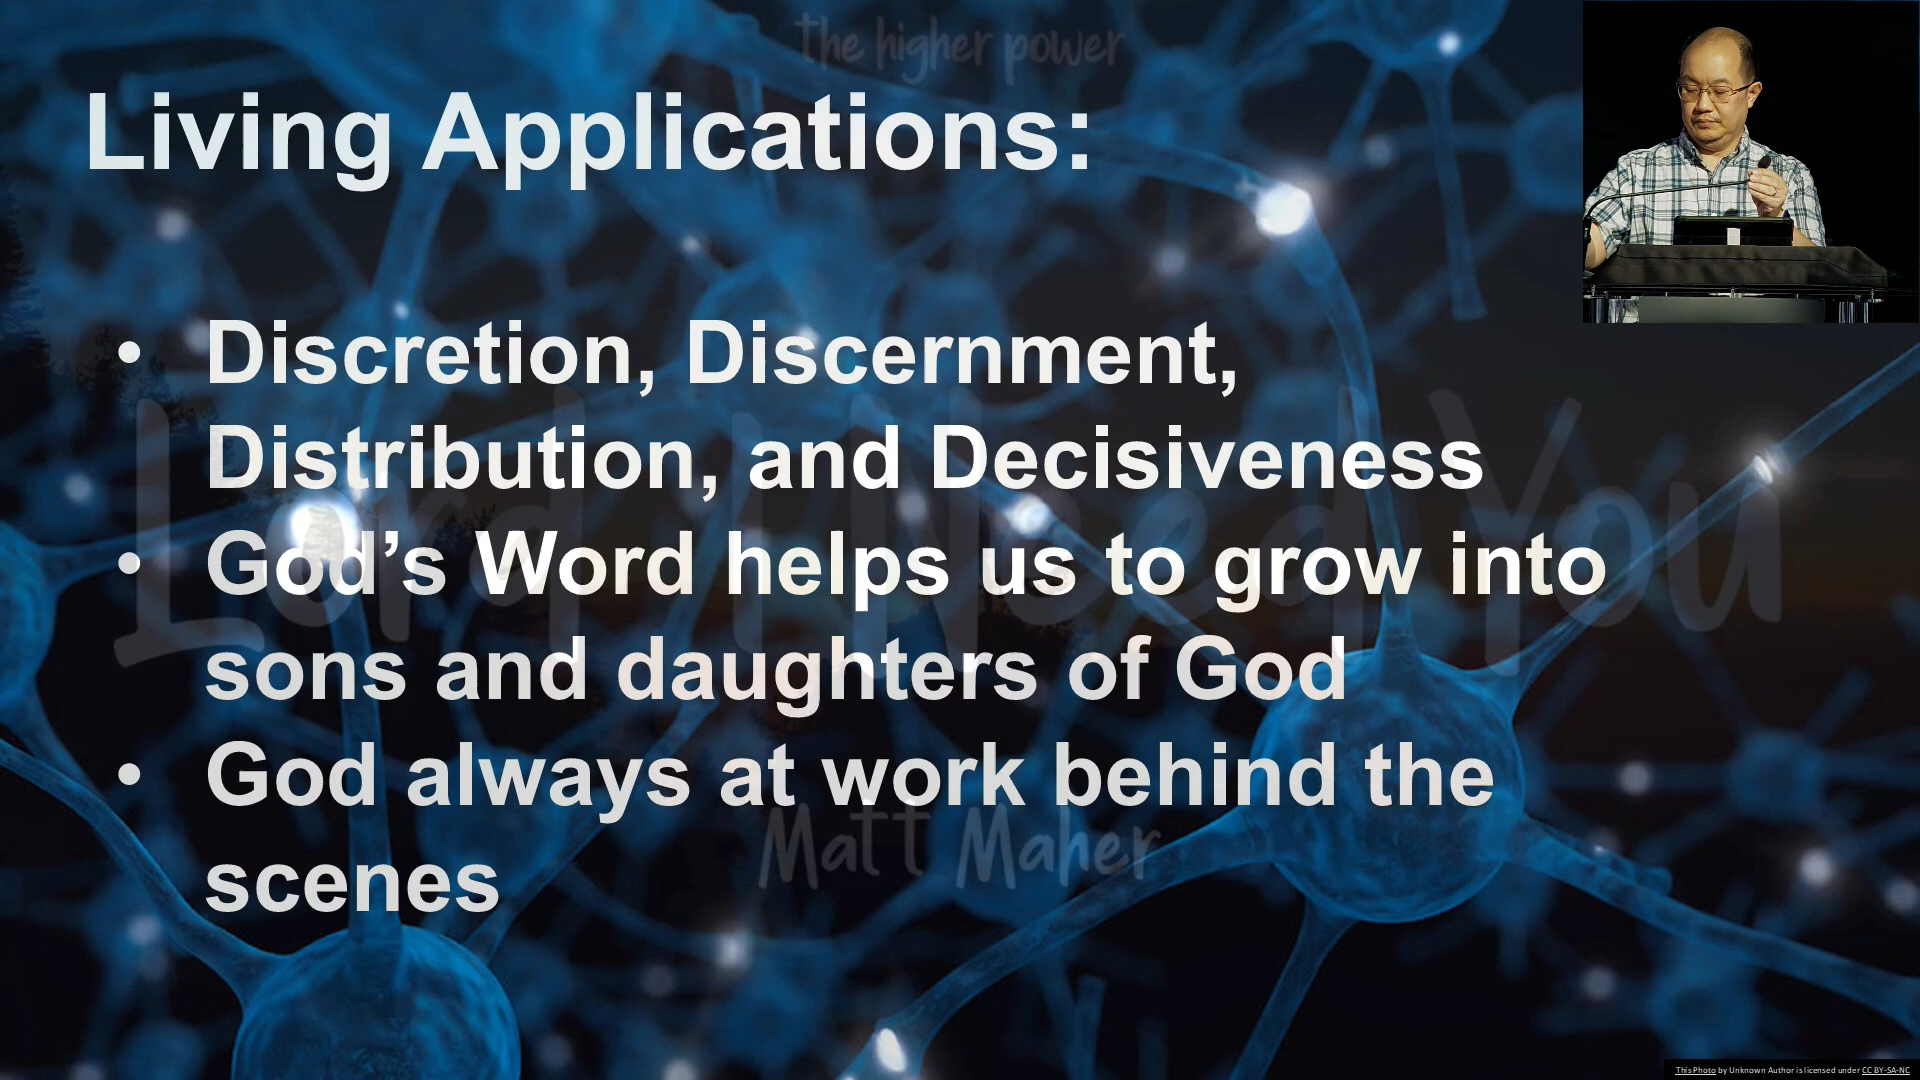 the higher power
Living Applications:
• Discretion, Discernment,
Distribution, and Decisiveness
• God’s Word helps us to grow into
sons and daughters of God
• God always at work behind the
scenes
Lord I Need You
Matt Maher
This Photo by Unknown Author is licensed under CC BY-SA-NC